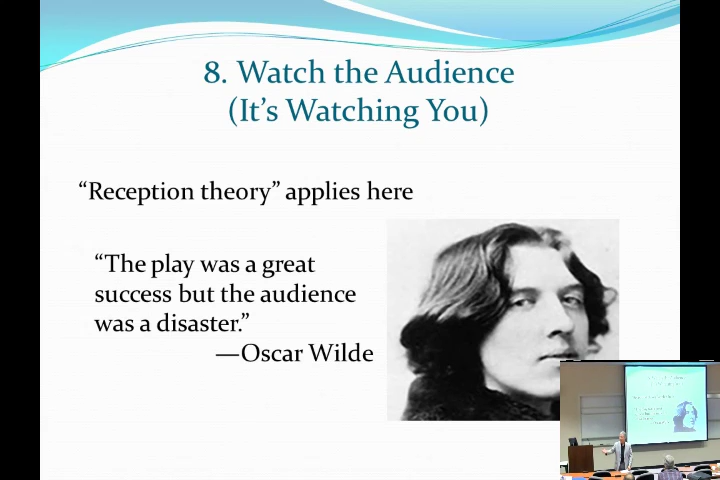 8. Watch the Audience
(It’s Watching You)
“Reception theory” applies here
“The play was a great
success but the audience
was a disaster.”
—Oscar Wilde